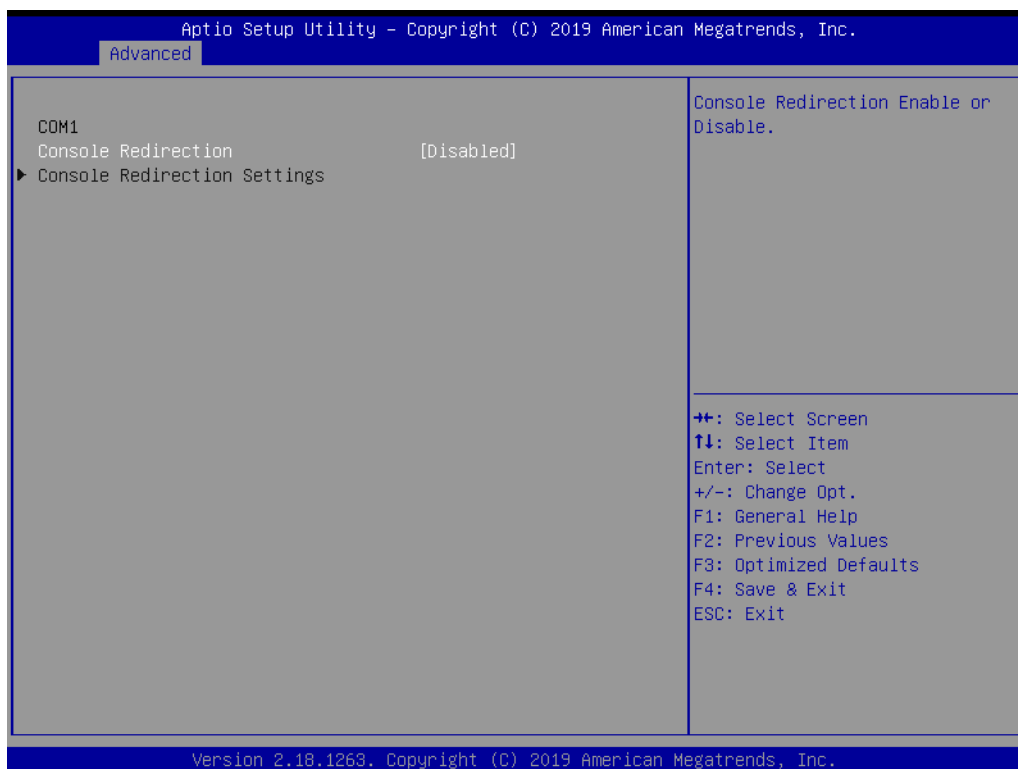 Aptio Setup Utility – Copyright (C) 2019 American Megatrends, Inc.
Advanced
COM1
Console Redirection [Disabled]
▶ Console Redirection Settings
Console Redirection Enable or
Disable.
→←: Select Screen
↑↓: Select Item
Enter: Select
+/-: Change Opt.
F1: General Help
F2: Previous Values
F3: Optimized Defaults
F4: Save & Exit
ESC: Exit
Version 2.18.1263. Copyright (C) 2019 American Megatrends, Inc.